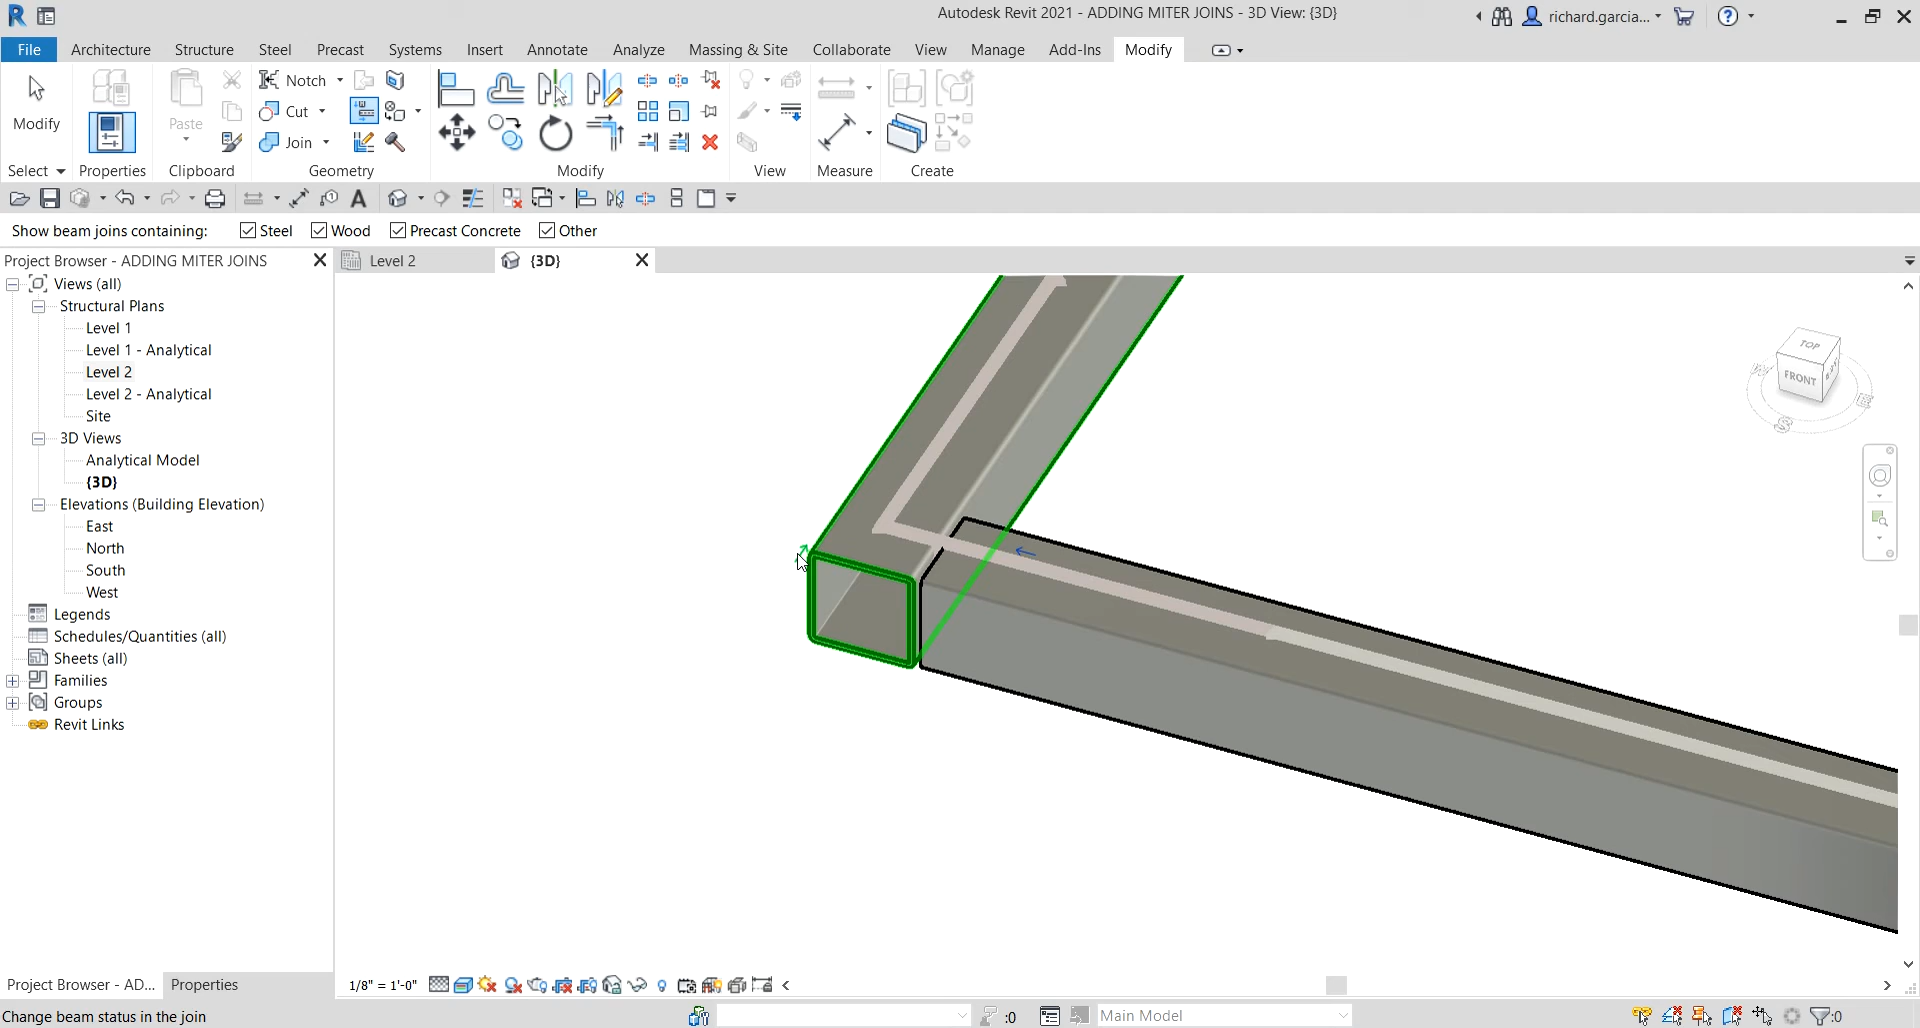 Autodesk Revit 2021 - ADDING MITER JOINS - 3D View: {3D}
richard.garcia...
File Architecture Structure Steel Precast Systems Insert Annotate Analyze Massing & Site Collaborate View Manage Add-Ins Modify
Modify
Paste
Notch
Cut
Join
Select Properties Clipboard Geometry Modify View Measure Create
Show beam joins containing: Steel Wood Precast Concrete Other
Project Browser - ADDING MITER JOINS
Level 2
{3D}
Views (all)
Structural Plans
Level 1
Level 1 - Analytical
Level 2
Level 2 - Analytical
Site
3D Views
Analytical Model
{3D}
Elevations (Building Elevation)
East
North
South
West
Legends
Schedules/Quantities (all)
Sheets (all)
Families
Groups
Revit Links
TOP
FRONT
W
E
S
Project Browser - AD... Properties
1/8" = 1'-0"
Change beam status in the join
:0
Main Model
:0